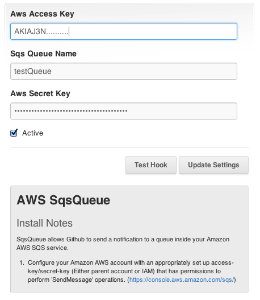 Aws Access Key
AKIAJ3N..........
Sqs Queue Name
testQueue
Aws Secret Key
••••••••••••••••••••••••••••••••••••••••
Active
Test Hook
Update Settings
AWS SqsQueue
Install Notes
SqsQueue allows Github to send a notification to a queue inside your Amazon
AWS SQS service.
1. Configure your Amazon AWS account with an appropriately set up access-
key/secret-key (Either parent account or IAM) that has permissions to
perform 'SendMessage' operations. (https://console.aws.amazon.com/sqs/)